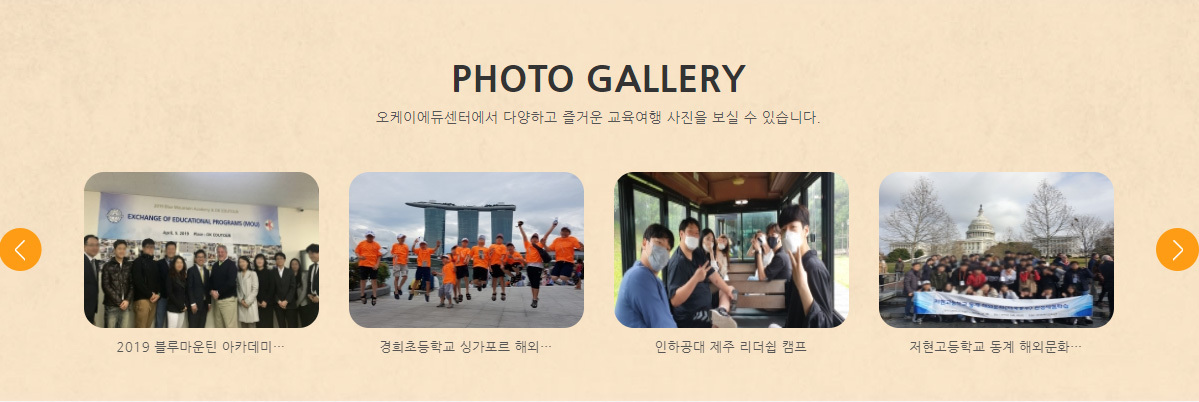 PHOTO GALLERY
오케이에듀센터에서 다양하고 즐거운 교육여행 사진을 보실 수 있습니다.
EXCHANGE OF EDUCATIONAL PROGRAMS (MOU)
April, 5. 2019
2019 블루마운틴 아카데미…
경희초등학교 싱가포르 해외…
인하공대 제주 리더쉽 캠프
저현고등학교 동계 해외문화…